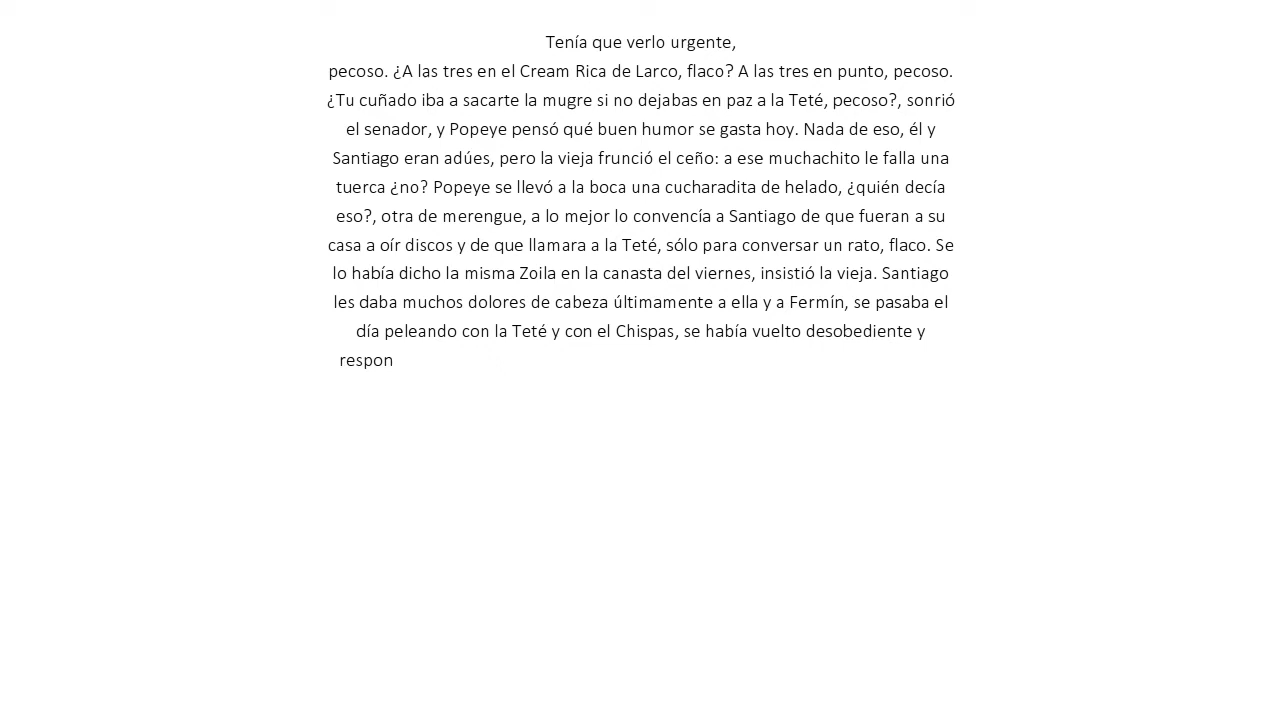 Tenía que verlo urgente,
pecoso. ¿A las tres en el Cream Rica de Larco, flaco? A las tres en punto, pecoso.
¿Tu cuñado iba a sacarte la mugre si no dejabas en paz a la Teté, pecoso?, sonrió
el senador, y Popeye pensó qué buen humor se gasta hoy. Nada de eso, él y
Santiago eran adúes, pero la vieja frunció el ceño: a ese muchachito le falla una
tuerca ¿no? Popeye se llevó a la boca una cucharadita de helado, ¿quién decía
eso?, otra de merengue, a lo mejor lo convencía a Santiago de que fueran a su
casa a oír discos y de que llamara a la Teté, sólo para conversar un rato, flaco. Se
lo había dicho la misma Zoila en la canasta del viernes, insistió la vieja. Santiago
les daba muchos dolores de cabeza últimamente a ella y a Fermín, se pasaba el
día peleando con la Teté y con el Chispas, se había vuelto desobediente y
respon